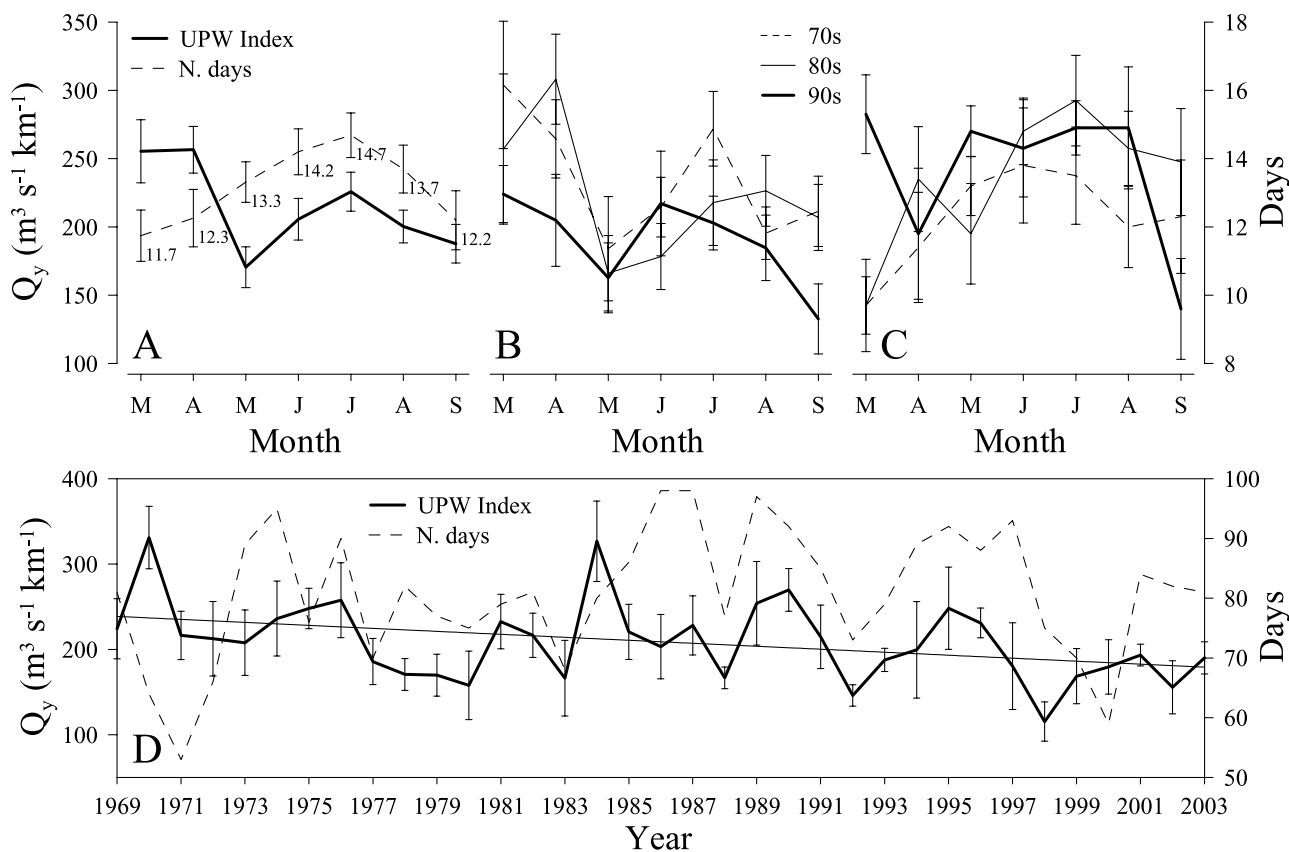 350
300
250
200
150
100
Qy (m³ s⁻¹ km⁻¹)
UPW Index
N. days
11.7
12.3
13.3
14.2
14.7
13.7
12.2
A
M A M J J A S
Month
B
M A M J J A S
Month
70s
80s
90s
C
M A M J J A S
Month
18
16
14
12
10
8
Days
400
300
200
100
Qy (m³ s⁻¹ km⁻¹)
UPW Index
N. days
D
100
90
80
70
60
50
Days
1969 1971 1973 1975 1977 1979 1981 1983 1985 1987 1989 1991 1993 1995 1997 1999 2001 2003
Year